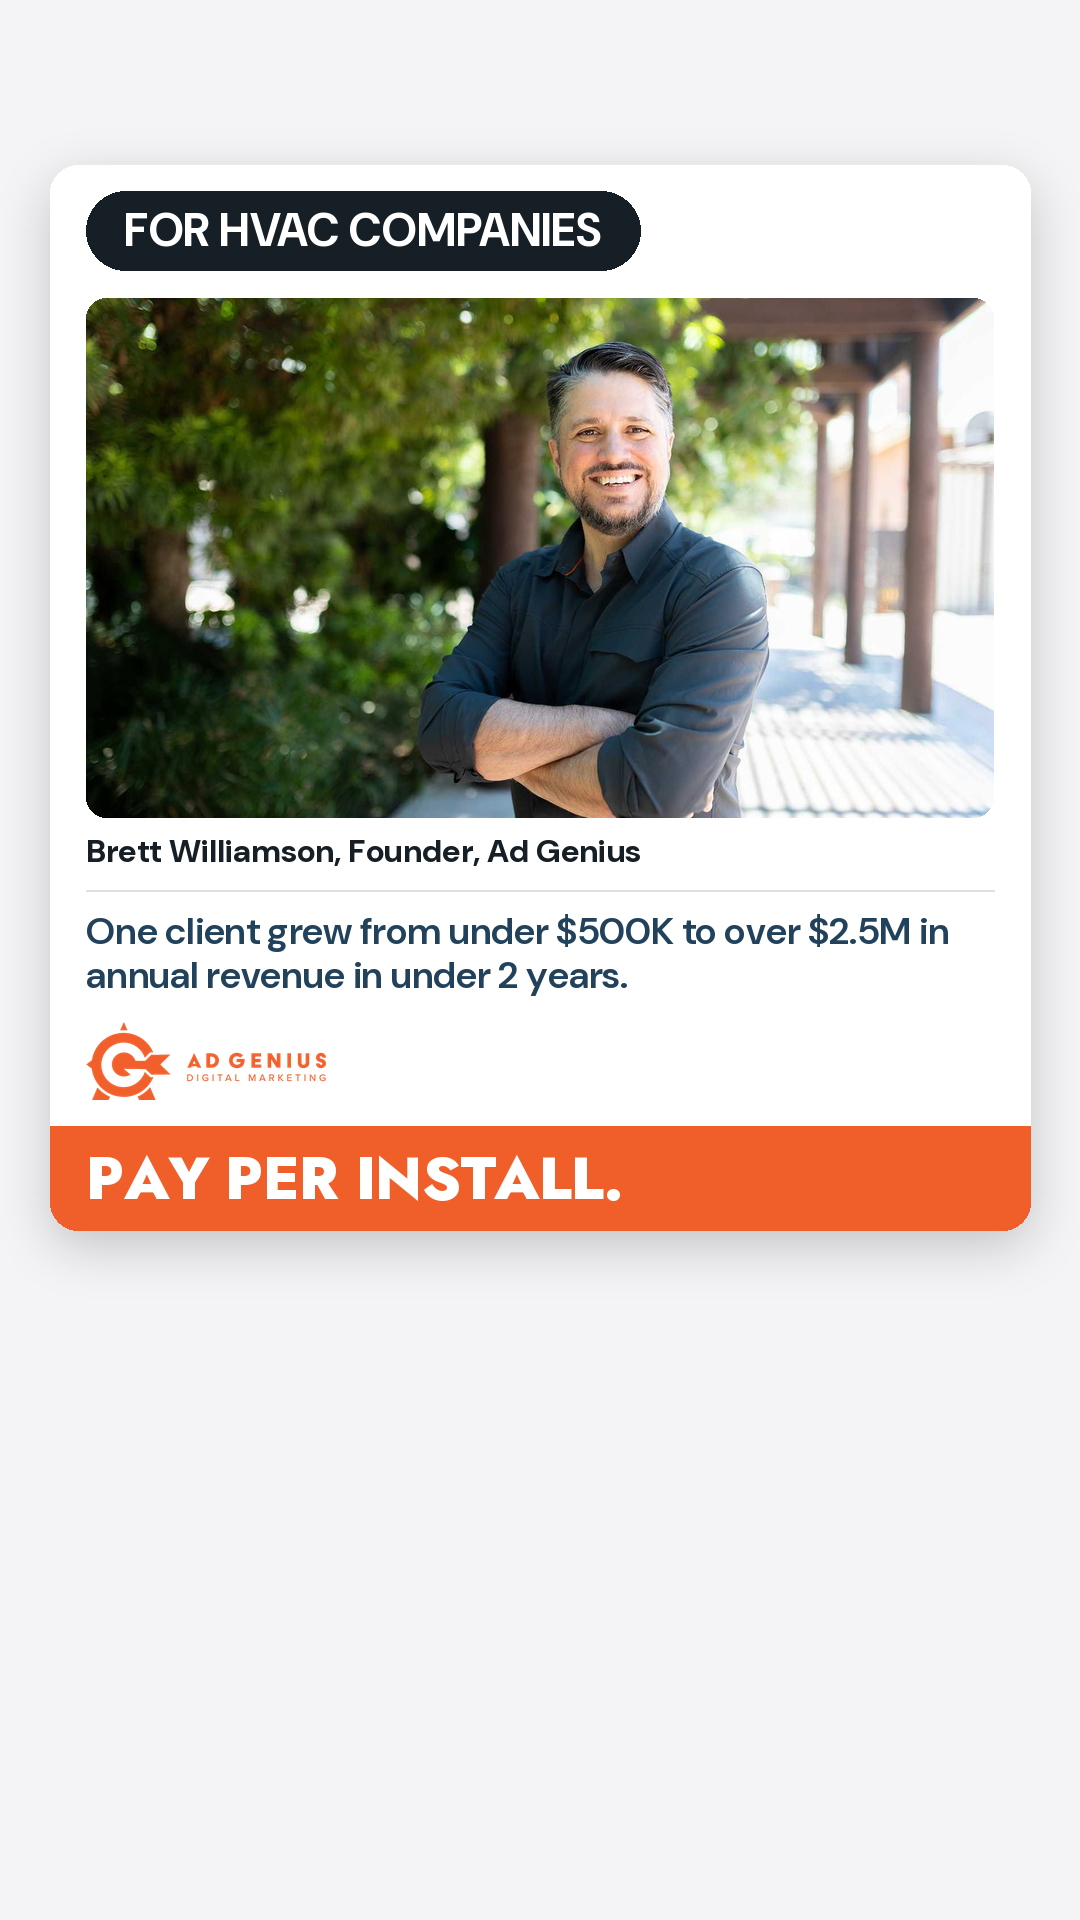 FOR HVAC COMPANIES
Brett Williamson, Founder, Ad Genius
One client grew from under $500K to over $2.5M in
annual revenue in under 2 years.
AD GENIUS
DIGITAL MARKETING
PAY PER INSTALL.